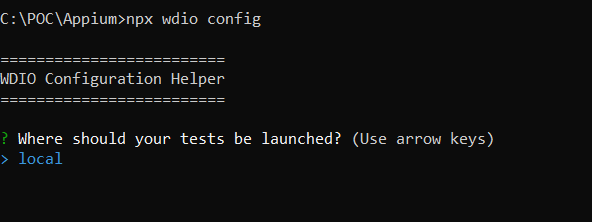 C:\POC\Appium>npx wdio config
=========================
WDIO Configuration Helper
=========================
? Where should your tests be launched? (Use arrow keys)
> local